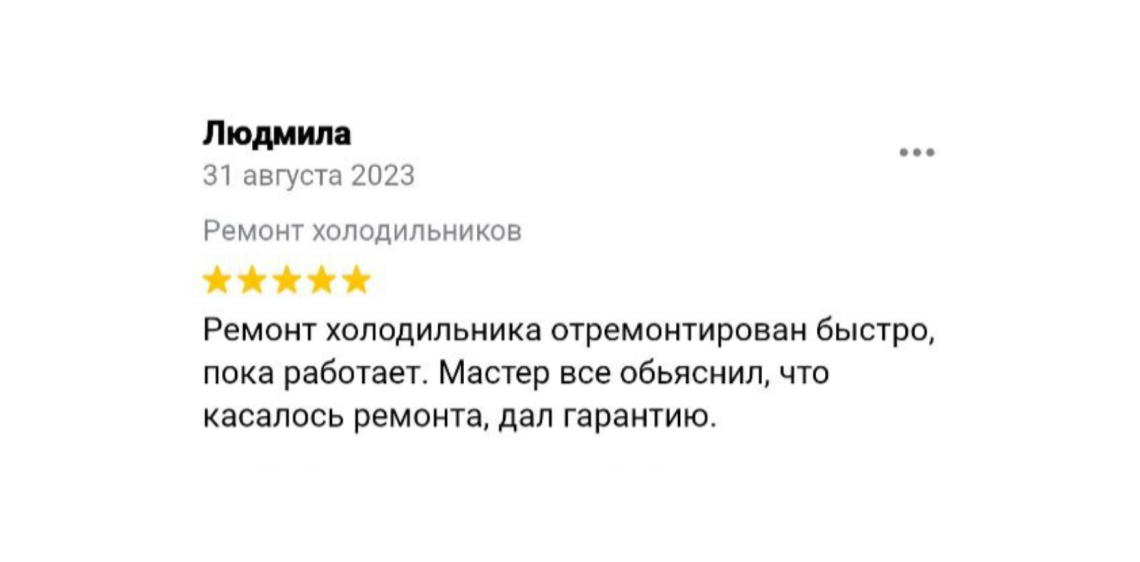 Людмила
31 августа 2023
Ремонт холодильников
Ремонт холодильника отремонтирован быстро,
пока работает. Мастер все обьяснил, что
касалось ремонта, дал гарантию.